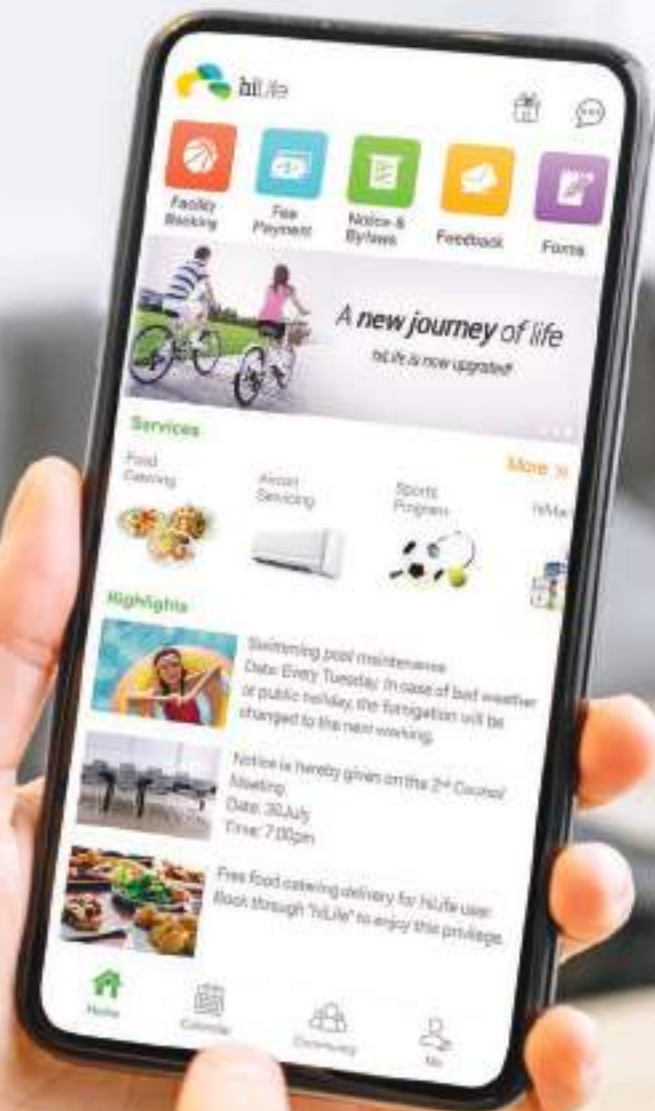 hiLife
Facility
Booking
Fee
Payment
Notice &
Bylaws
Feedback
Forms
A new journey of life
hiLife is now upgraded!
Services
More »
Food
Catering
Aircon
Servicing
Sports
Program
Highlights
Swimming pool maintenance
Date: Every Tuesday. In case of bad weather
or public holiday, the fumigation will be
changed to the next working.
Notice is hereby given on the 2nd Council
Meeting.
Date: 30July
Time: 7:00pm
Free food catering delivery for hiLife user.
Book through "hiLife" to enjoy this privilege.
Home
Calendar
Community
Me